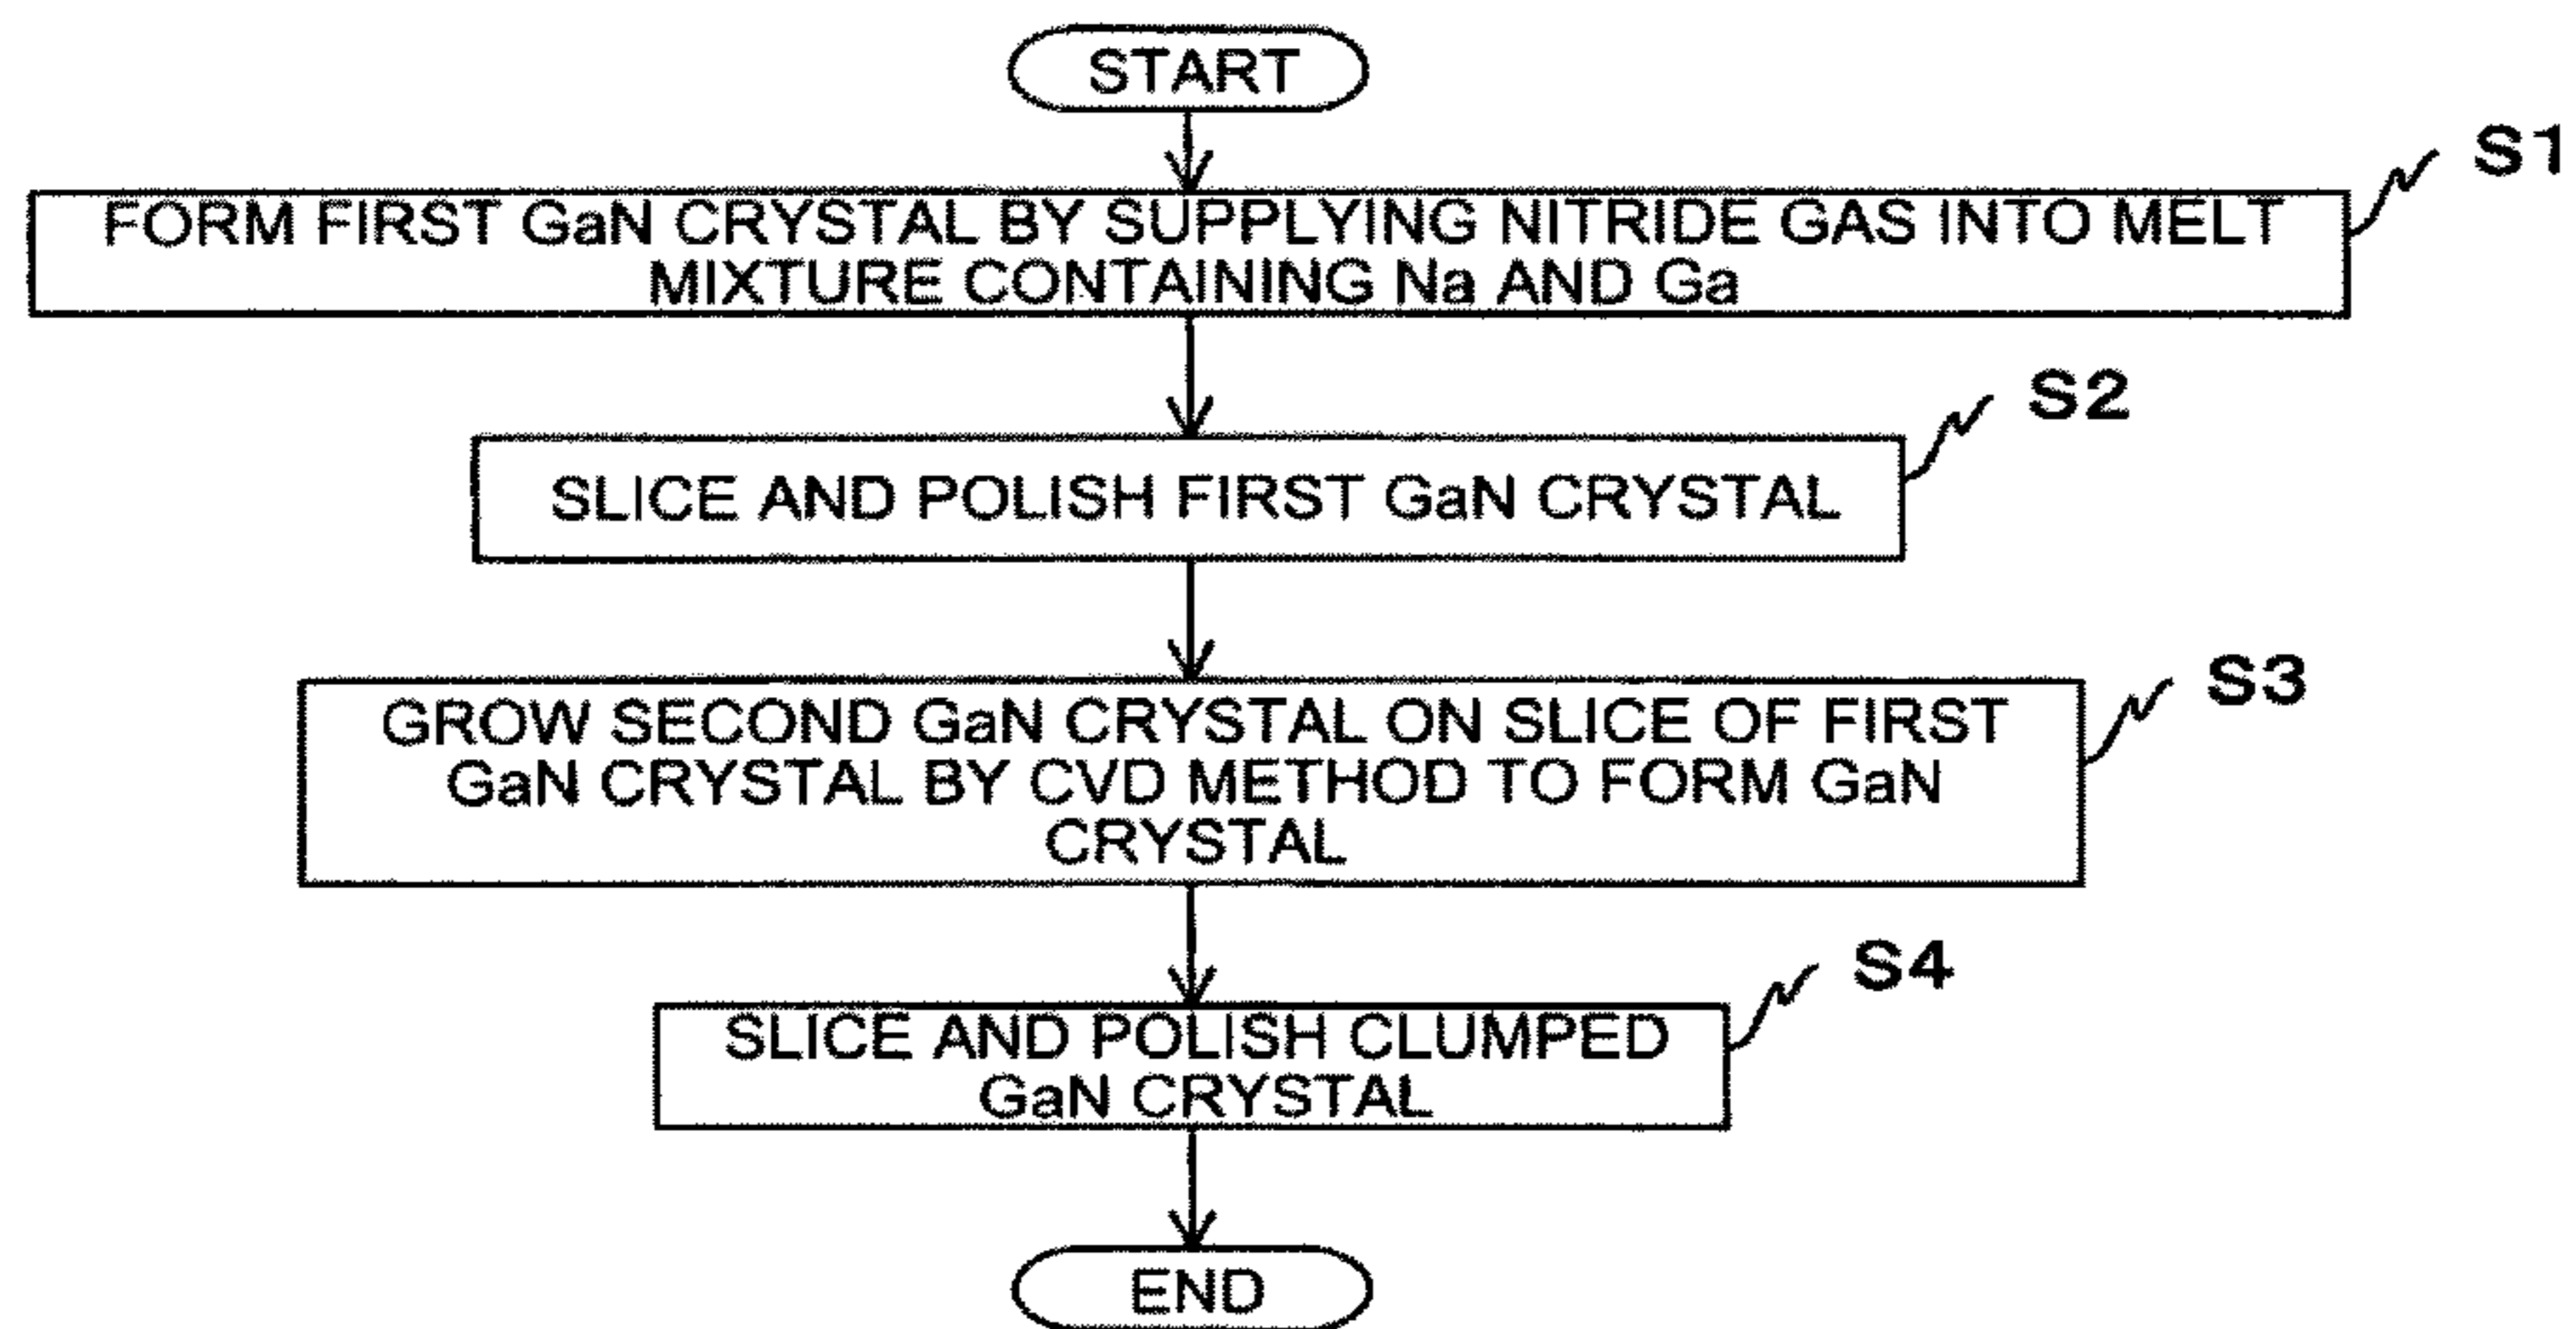 START
S1
FORM FIRST GaN CRYSTAL BY SUPPLYING NITRIDE GAS INTO MELT
MIXTURE CONTAINING Na AND Ga
S2
SLICE AND POLISH FIRST GaN CRYSTAL
S3
GROW SECOND GaN CRYSTAL ON SLICE OF FIRST
GaN CRYSTAL BY CVD METHOD TO FORM GaN
CRYSTAL
S4
SLICE AND POLISH CLUMPED
GaN CRYSTAL
END